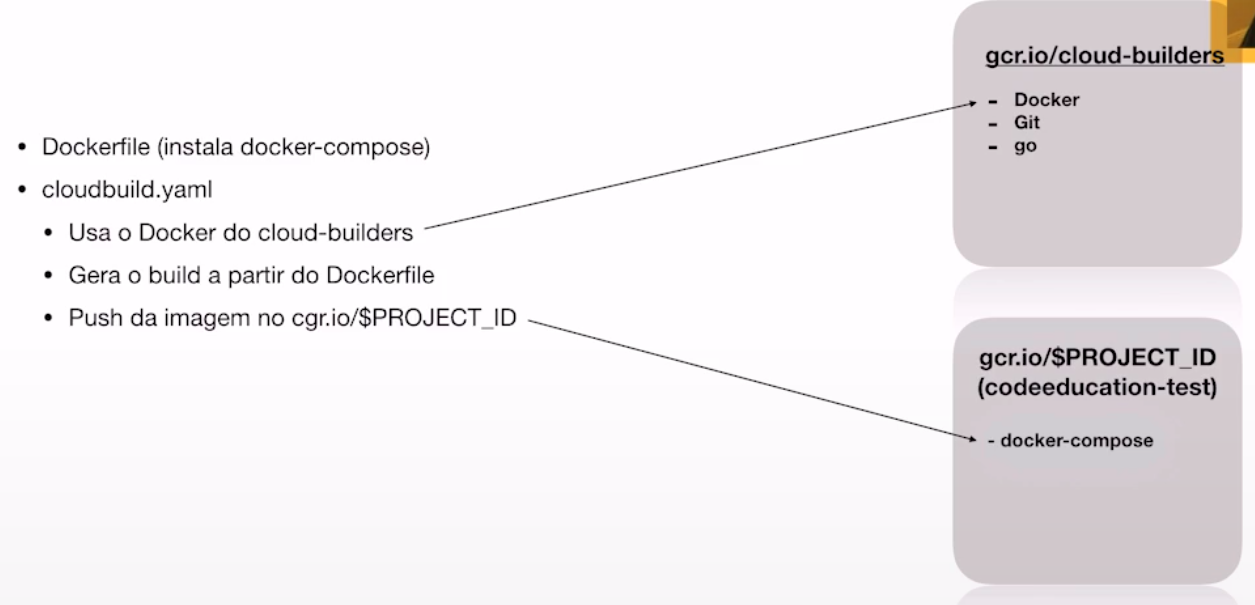 • Dockerfile (instala docker-compose)
• cloudbuild.yaml
• Usa o Docker do cloud-builders
• Gera o build a partir do Dockerfile
• Push da imagem no cgr.io/$PROJECT_ID
gcr.io/cloud-builders
- Docker
- Git
- go
gcr.io/$PROJECT_ID
(codeeducation-test)
- docker-compose